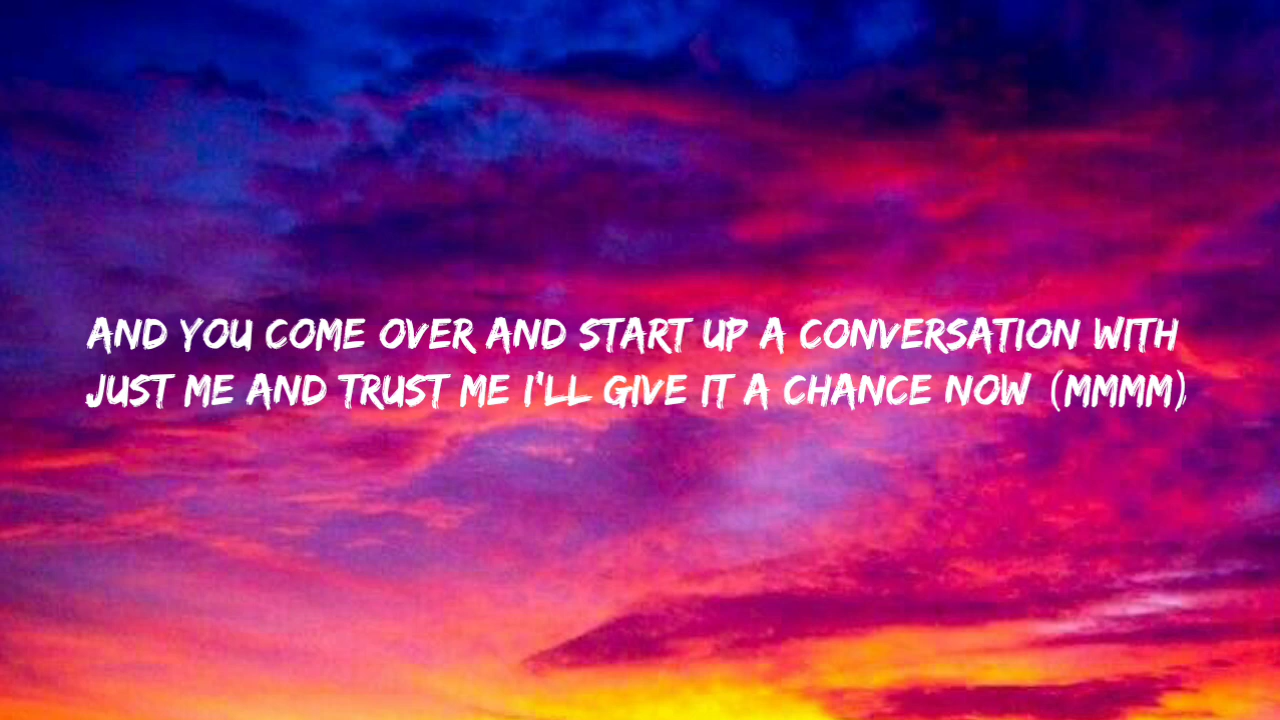 AND YOU COME OVER AND START UP A CONVERSATION WITH
JUST ME AND TRUST ME I'LL GIVE IT A CHANCE NOW (MMMM)